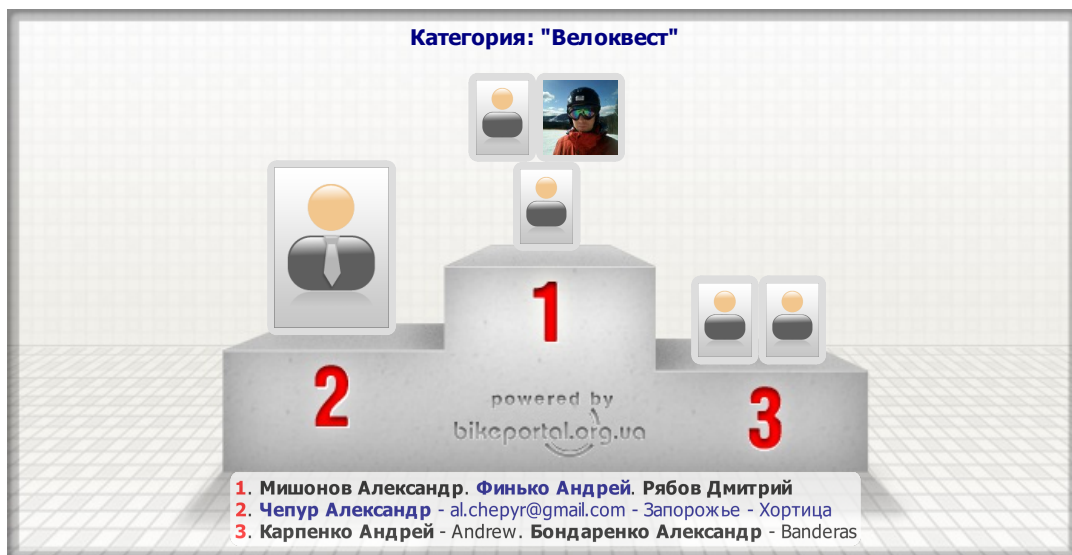 Категория: "Велоквест"
1
2
3
powered by
bikeportal.org.ua
1. Мишонов Александр. Финько Андрей. Рябов Дмитрий
2. Чепур Александр - al.chepyr@gmail.com - Запорожье - Хортица
3. Карпенко Андрей - Andrew. Бондаренко Александр - Banderas